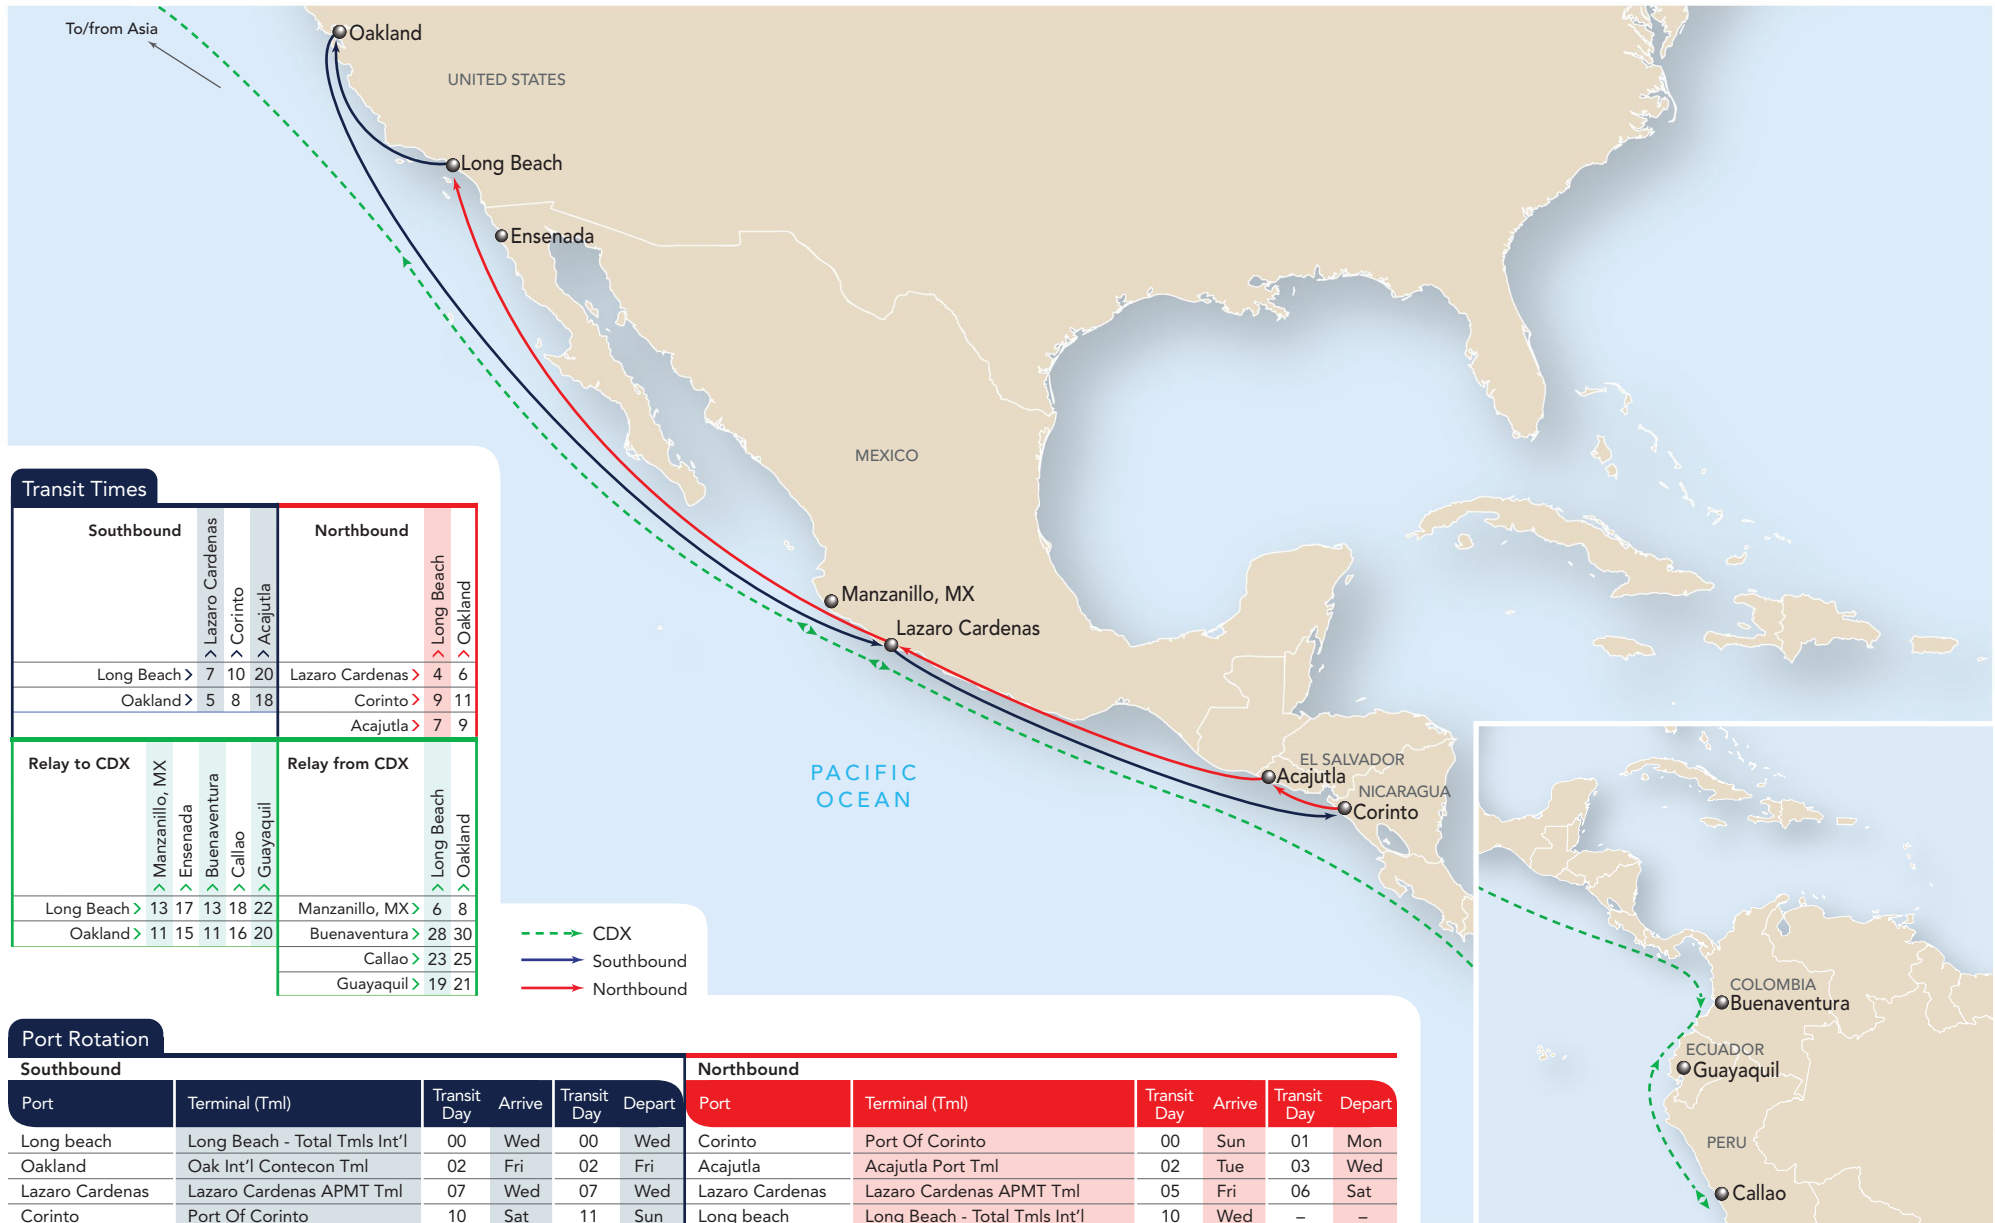 To/from Asia
Oakland
UNITED STATES
Long Beach
Ensenada
MEXICO
Manzanillo, MX
Lazaro Cardenas
PACIFIC
OCEAN
EL SALVADOR
Acajutla
NICARAGUA
Corinto
COLOMBIA
Buenaventura
ECUADOR
Guayaquil
PERU
Callao
Transit Times
Southbound
> Lazaro Cardenas
> Corinto
> Acajutla
Long Beach > 7 10 20
Oakland > 5 8 18
Northbound
> Long Beach
> Oakland
Lazaro Cardenas > 4 6
Corinto > 9 11
Acajutla > 7 9
Relay to CDX
> Manzanillo, MX
> Ensenada
> Buenaventura
> Callao
> Guayaquil
Long Beach > 13 17 13 18 22
Oakland > 11 15 11 16 20
Relay from CDX
> Long Beach
> Oakland
Manzanillo, MX > 6 8
Buenaventura > 28 30
Callao > 23 25
Guayaquil > 19 21
CDX
Southbound
Northbound
Port Rotation
Southbound
Port Terminal (Tml) Transit Day Arrive Transit Day Depart
Long beach Long Beach - Total Tmls Int'l 00 Wed 00 Wed
Oakland Oak Int'l Contecon Tml 02 Fri 02 Fri
Lazaro Cardenas Lazaro Cardenas APMT Tml 07 Wed 07 Wed
Corinto Port Of Corinto 10 Sat 11 Sun
Northbound
Port Terminal (Tml) Transit Day Arrive Transit Day Depart
Corinto Port Of Corinto 00 Sun 01 Mon
Acajutla Acajutla Port Tml 02 Tue 03 Wed
Lazaro Cardenas Lazaro Cardenas APMT Tml 05 Fri 06 Sat
Long beach Long Beach - Total Tmls Int'l 10 Wed – –